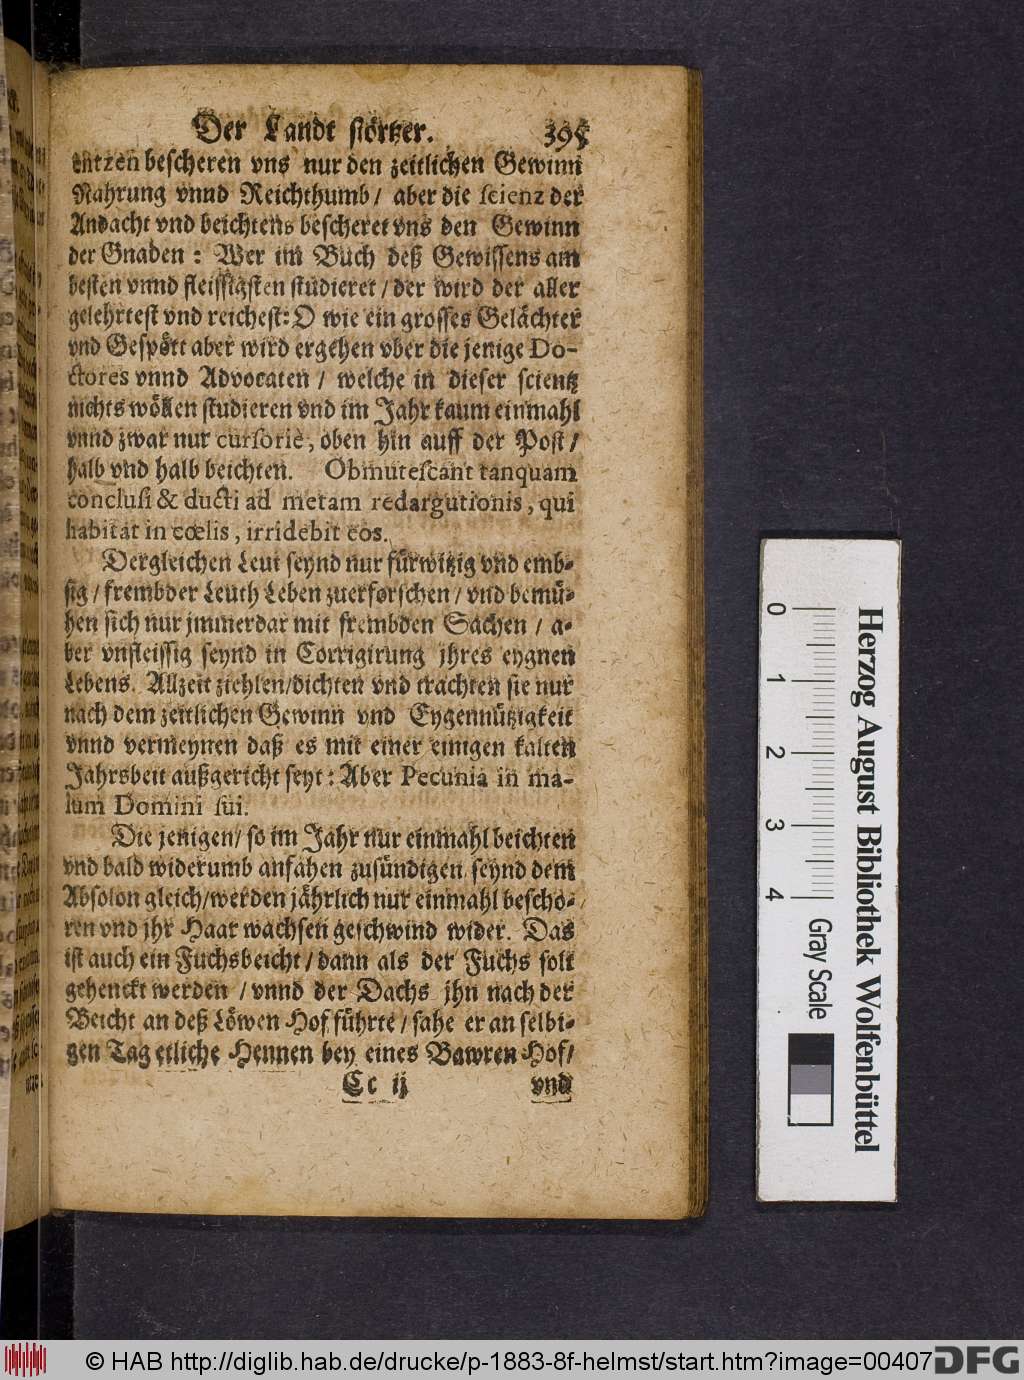 Der Landt störtzer. 395
entzen bescheren vns nur den zeitlichen Gewinn
Nahrung vnnd Reichthumb / aber die scienz der
Andacht vnd beichtens bescheret vns den Gewinn
der Gnaden : Wer im Buch deß Gewissens am
besten vnnd fleissigsten studieret / der wird der aller
gelehrtest vnd reichest: O wie ein grosses Gelächter
vnd Gespött aber wird ergehen vber die jenige Do-
ctores vnnd Advocaten / welche in dieser scientz
nichts wöllen studieren vnd im Jahr kaum einmahl
vnnd zwar nur cursoriè, oben hin auff der Post /
halb vnd halb beichten. Obmutescant tanquam
conclusi & ducti ad metam redargutionis, qui
habitat in cœlis, irridebit eos.
Dergleichen Leut seynd nur fürwitzig vnd emb-
sig / frembder Leuth Leben zuerforschen / vnd bemü-
hen sich nur jmmerdar mit frembden Sachen / a-
ber vnfleissig seynd in Corrigirung jhres eygnen
Lebens. Allzeit ziehlen/dichten vnd trachten sie nur
nach dem zeitlichen Gewinn vnd Eygennützigkeit
vnnd vermeynen daß es mit einer einigen kalten
Jahrsbeit außgericht seyt : Aber Pecunia in ma-
lum Domini sui.
Die jenigen/ so im Jahr nur einmahl beichten
vnd bald widerumb anfahen zusündigen, seynd dem
Absolon gleich/werden jährlich nur einmahl bescho-
ren vnd jhr Haar wachsen geschwind wider. Das
ist auch ein Fuchsbeicht / dann als der Fuchs solt
gehenckt werden / vnnd der Dachs jhn nach der
Beicht an deß Löwen Hof führte / sahe er an selbi-
gen Tag etliche Hennen bey eines Bawren Hof/
Cc ij vnd
Herzog August Bibliothek Wolfenbüttel
0 1 2 3 4
Gray Scale
© HAB http://diglib.hab.de/drucke/p-1883-8f-helmst/start.htm?image=00407
DFG